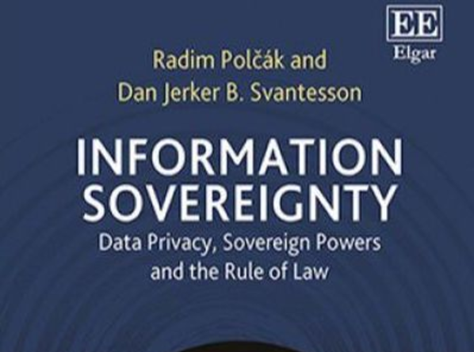 EE
Elgar
Radim Polčák and
Dan Jerker B. Svantesson
INFORMATION
SOVEREIGNTY
Data Privacy, Sovereign Powers
and the Rule of Law